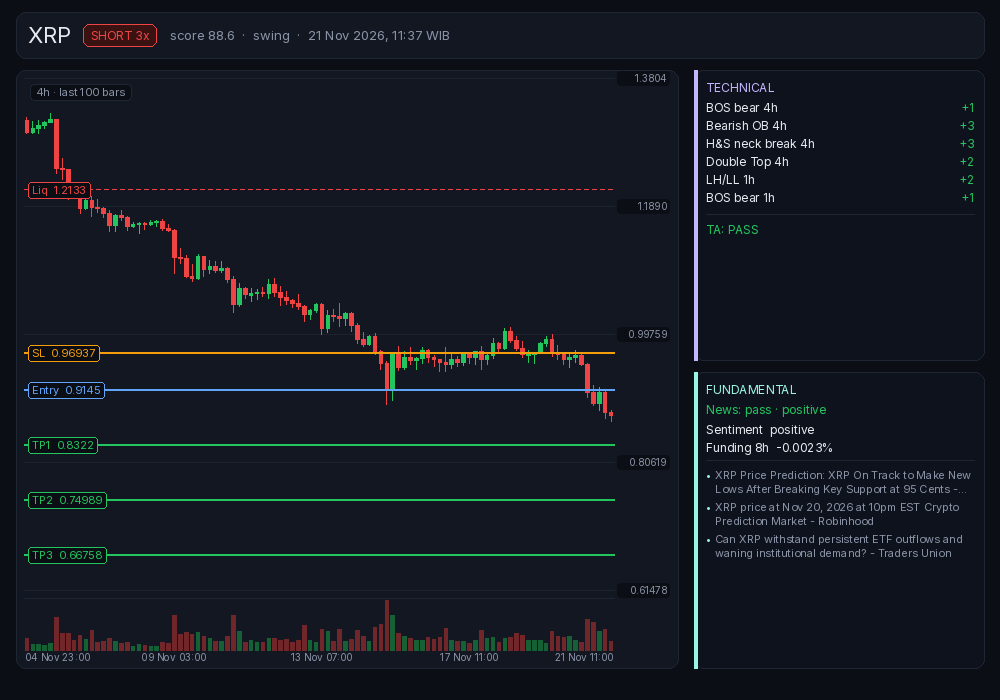 XRP SHORT 3x score 88.6 · swing · 21 Nov 2026, 11:37 WIB
4h · last 100 bars
1.3804
Liq 1.2133
1.1890
0.99759
SL 0.96937
Entry 0.9145
TP1 0.8322
0.80619
TP2 0.74989
TP3 0.66758
0.61478
04 Nov 23:00 09 Nov 03:00 13 Nov 07:00 17 Nov 11:00 21 Nov 11:00
TECHNICAL
BOS bear 4h +1
Bearish OB 4h +3
H&S neck break 4h +3
Double Top 4h +2
LH/LL 1h +2
BOS bear 1h +1
TA: PASS
FUNDAMENTAL
News: pass · positive
Sentiment positive
Funding 8h -0.0023%
• XRP Price Prediction: XRP On Track to Make New
Lows After Breaking Key Support at 95 Cents -...
• XRP price at Nov 20, 2026 at 10pm EST Crypto
Prediction Market - Robinhood
• Can XRP withstand persistent ETF outflows and
waning institutional demand? - Traders Union